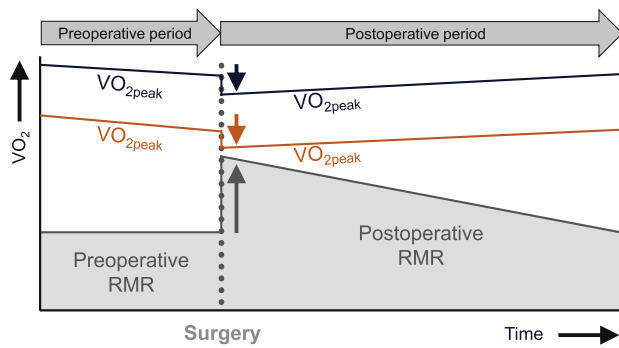 Preoperative period
Postoperative period
VO₂peak
VO₂peak
VO₂
VO₂peak
VO₂peak
Preoperative
RMR
Postoperative
RMR
Surgery
Time